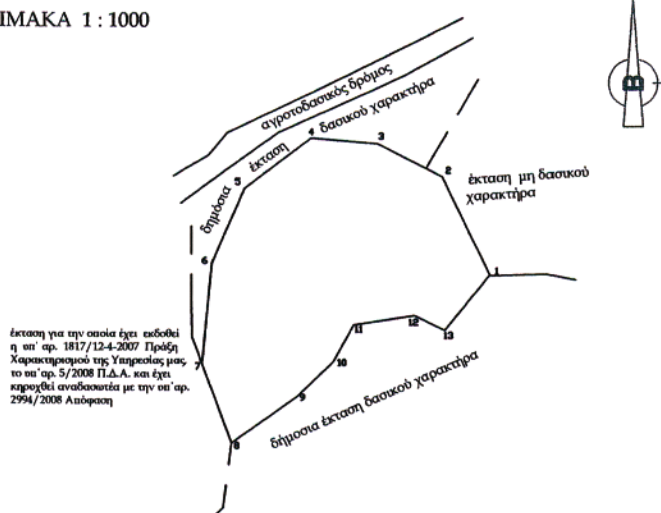 ΙΜΑΚΑ 1 : 1000
αγροτοδασικός δρόμος
δημόσια έκταση δασικού χαρακτήρα
4
3
2
5
έκταση μη δασικού
χαρακτήρα
6
1
έκταση για την οποία έχει εκδοθεί
η υπ' αρ. 1817/12-4-2007 Πράξη
Χαρακτηρισμού της Υπηρεσίας μας,
το υπ'αρ. 5/2008 Π.Δ.Α. και έχει
κηρυχθεί αναδασωτέα με την υπ'αρ.
2994/2008 Απόφαση
7
11
12
13
10
9
8
δήμοσια έκταση δασικού χαρακτήρα